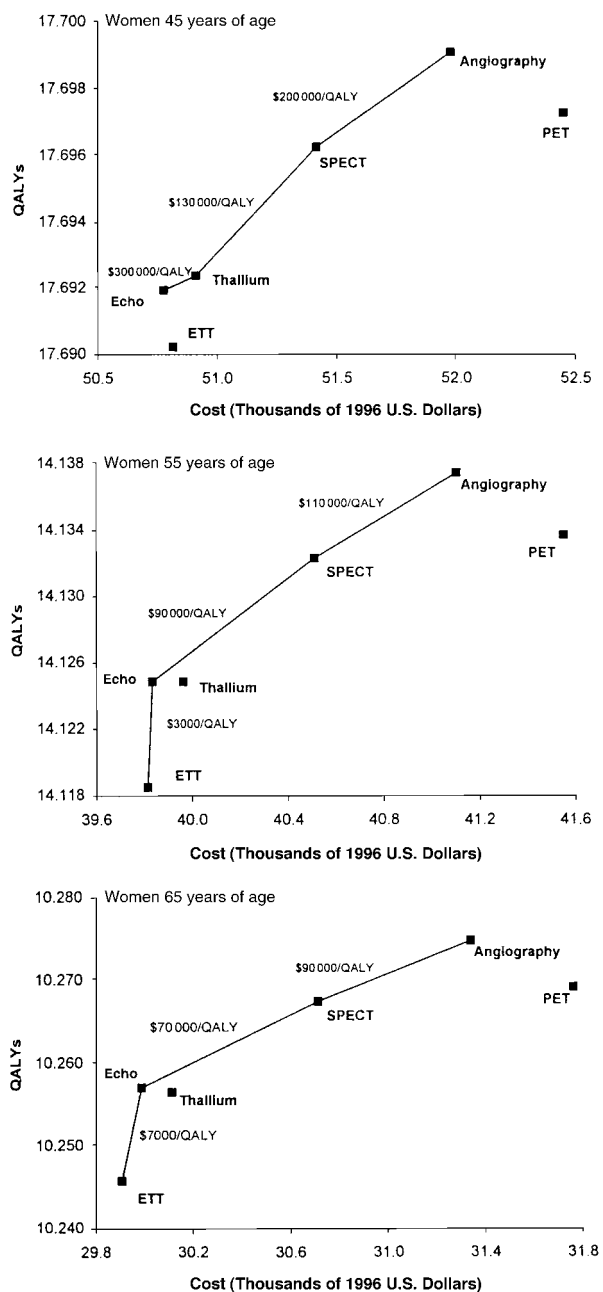 Women 45 years of age
17.700
17.698
17.696
17.694
17.692
17.690
QALYs
Angiography
$200 000/QALY
PET
SPECT
$130 000/QALY
$300 000/QALY
Thallium
Echo
ETT
50.5 51.0 51.5 52.0 52.5
Cost (Thousands of 1996 U.S. Dollars)
Women 55 years of age
14.138
14.134
14.130
14.126
14.122
14.118
QALYs
Angiography
$110 000/QALY
PET
SPECT
$90 000/QALY
Echo
Thallium
$3000/QALY
ETT
39.6 40.0 40.4 40.8 41.2 41.6
Cost (Thousands of 1996 U.S. Dollars)
Women 65 years of age
10.280
10.270
10.260
10.250
10.240
QALYs
Angiography
$90 000/QALY
PET
SPECT
$70 000/QALY
Echo
Thallium
$7000/QALY
ETT
29.8 30.2 30.6 31.0 31.4 31.8
Cost (Thousands of 1996 U.S. Dollars)